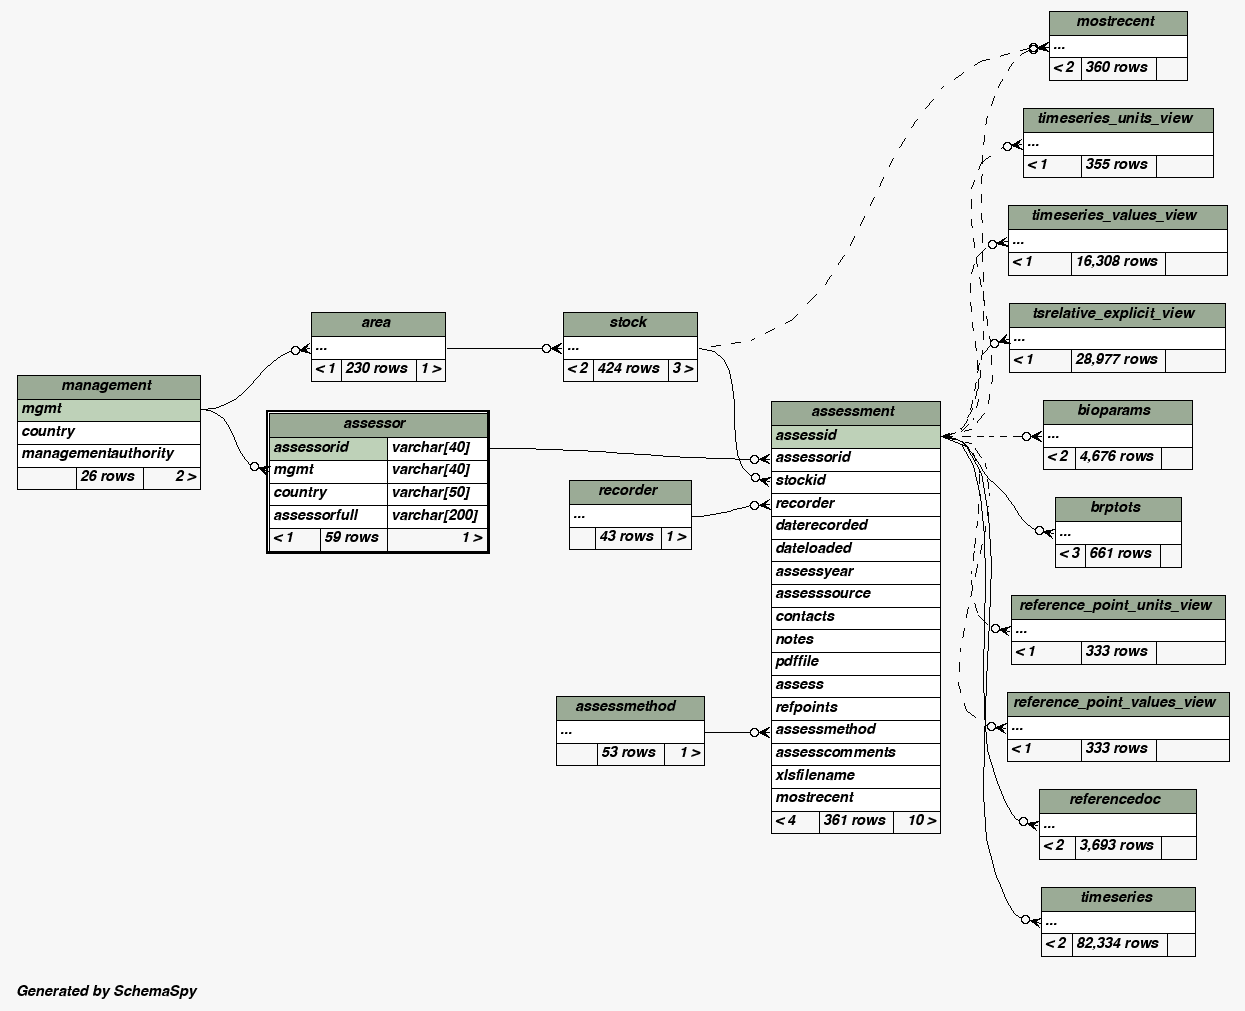 mostrecent
...
< 2 360 rows
timeseries_units_view
...
< 1 355 rows
timeseries_values_view
...
< 1 16,308 rows
tsrelative_explicit_view
...
< 1 28,977 rows
area
...
< 1 230 rows 1 >
stock
...
< 2 424 rows 3 >
management
mgmt
country
managementauthority
26 rows 2 >
assessor
assessorid varchar[40]
mgmt varchar[40]
country varchar[50]
assessorfull varchar[200]
< 1 59 rows 1 >
recorder
...
43 rows 1 >
assessmethod
...
53 rows 1 >
assessment
assessid
assessorid
stockid
recorder
daterecorded
dateloaded
assessyear
assesssource
contacts
notes
pdffile
assess
refpoints
assessmethod
assesscomments
xlsfilename
mostrecent
< 4 361 rows 10 >
bioparams
...
< 2 4,676 rows
brptots
...
< 3 661 rows
reference_point_units_view
...
< 1 333 rows
reference_point_values_view
...
< 1 333 rows
referencedoc
...
< 2 3,693 rows
timeseries
...
< 2 82,334 rows
Generated by SchemaSpy